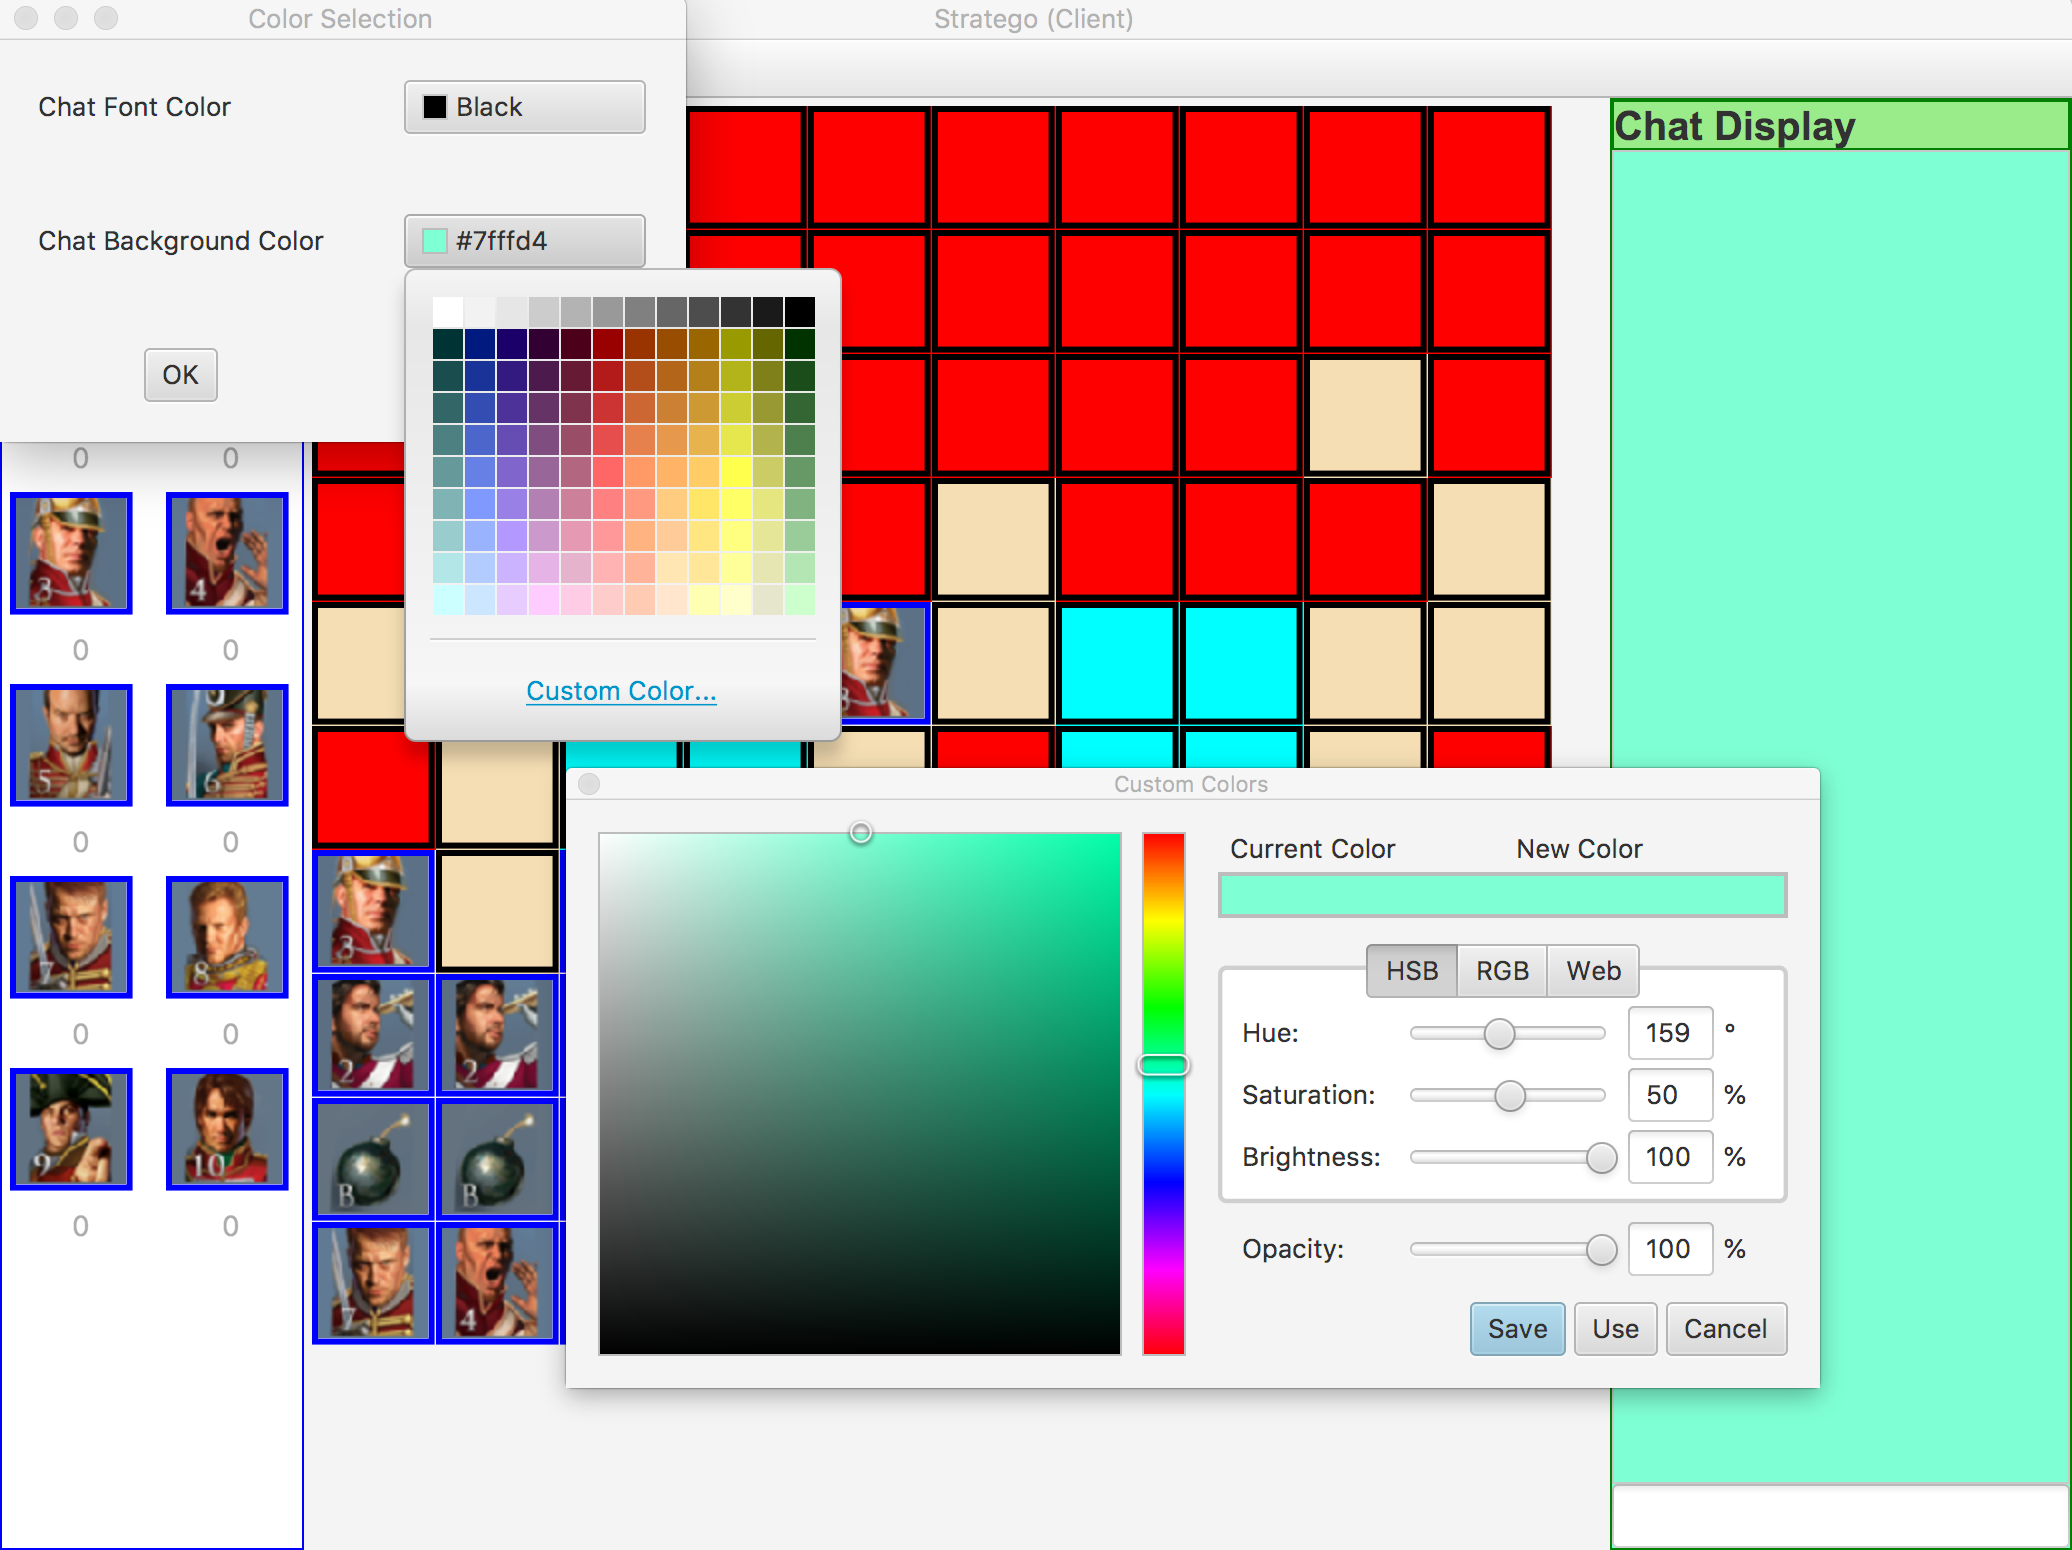 Color Selection
Stratego (Client)
Chat Font Color
Black
Chat Display
Chat Background Color
#7fffd4
OK
0 0
3 4
0 0
Custom Color...
3
5 6
0 0
7 8
0 0
9 10
0 0
3
2 2
B B
7 4
Custom Colors
Current Color
New Color
HSB RGB Web
Hue: 159 °
Saturation: 50 %
Brightness: 100 %
Opacity: 100 %
Save Use Cancel